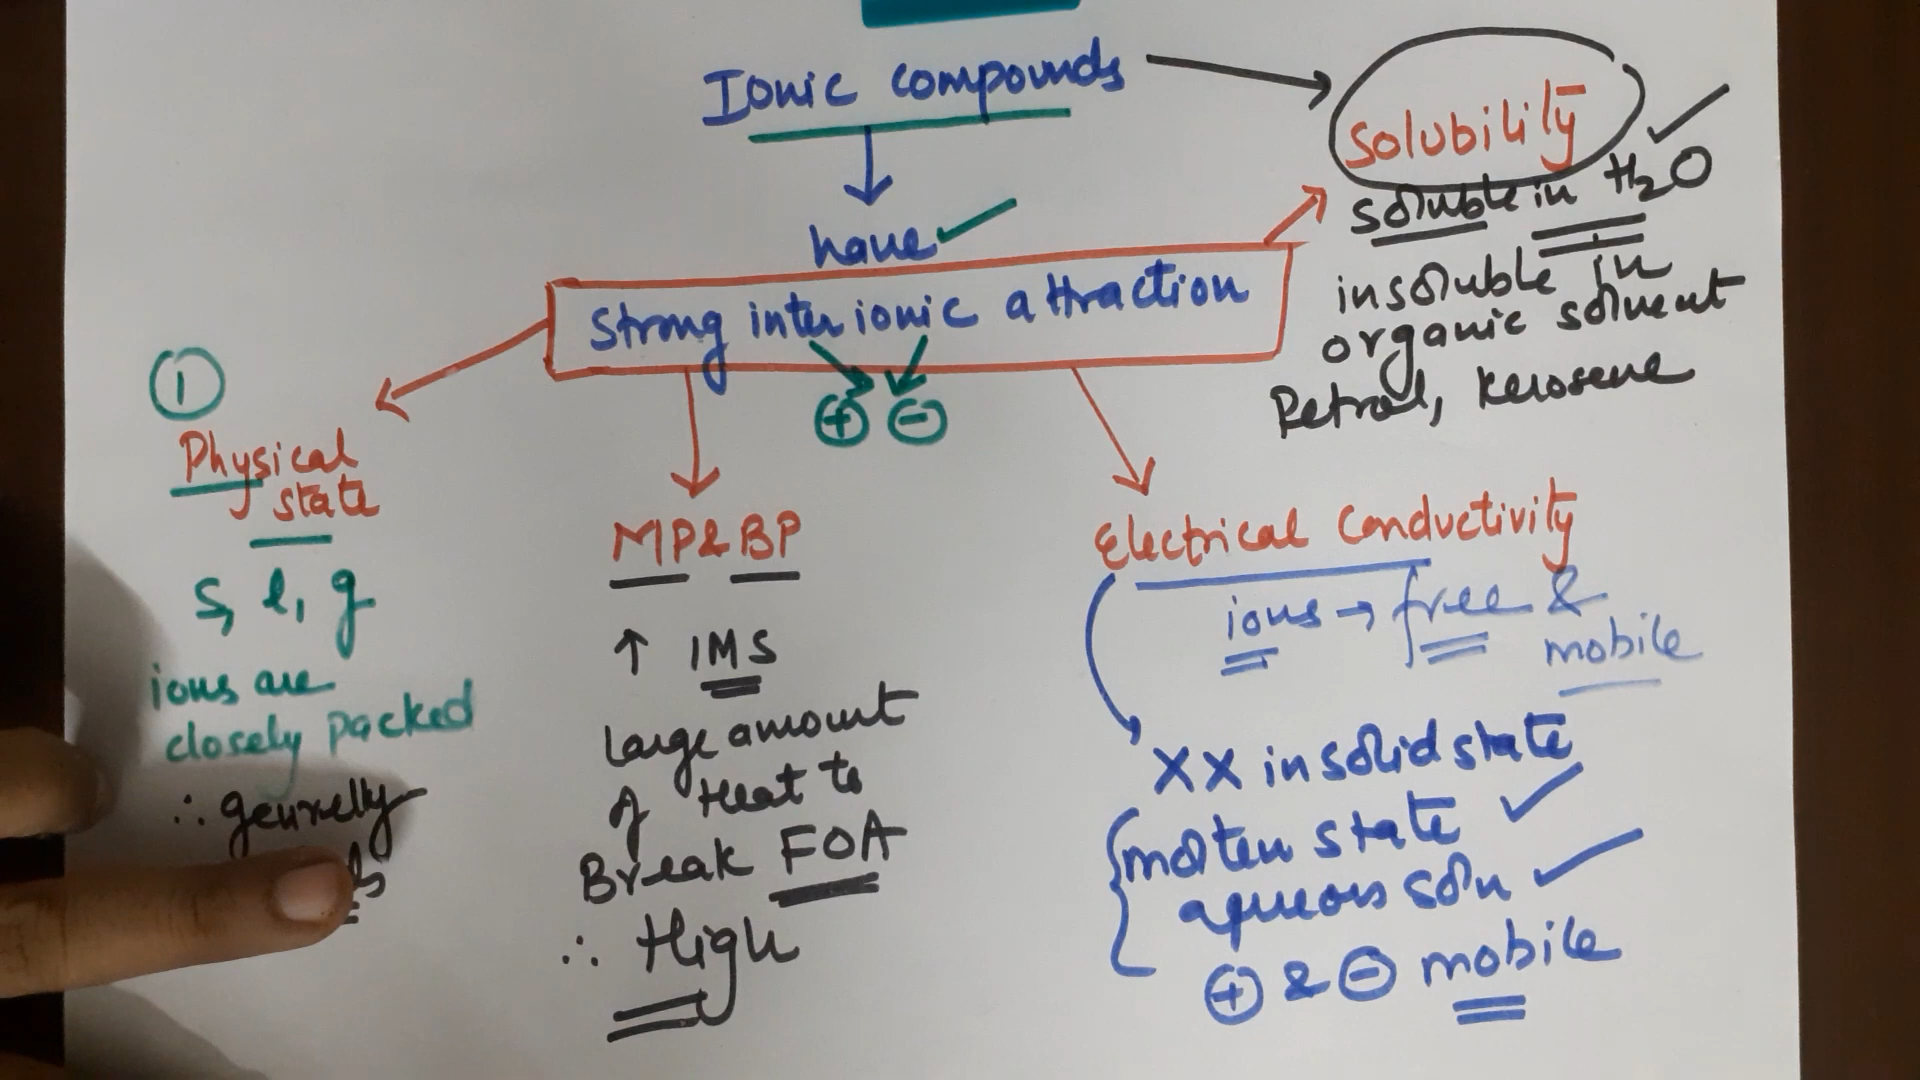 Ionic compounds
have
Strong inter ionic attraction
+ -
solubility
soluble in H2O
insoluble in
organic solvent
Petrol, kerosene
1
Physical
state
s, l, g
ions are
closely packed
∴ genrelly
MP & BP
↑ IMS
large amount
of Heat to
Break FOA
∴ High
Electrical conductivity
ions → free &
mobile
XX in solid state
molten state
aqueous soln
+ & - mobile